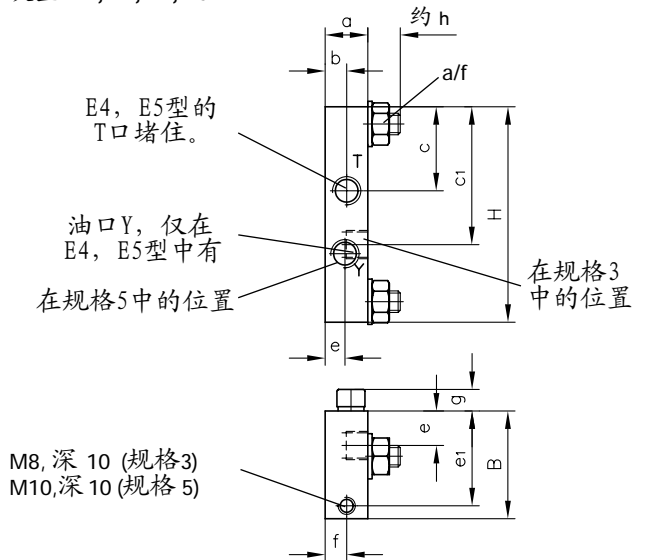 a
约 h
b
a/f
E4，E5型的
T口堵住。
T
c
c1
H
油口Y，仅在
E4，E5型中有
Y
在规格5中的位置
在规格3
中的位置
e
g
e
e1
B
M8, 深 10 (规格3)
M10,深 10 (规格 5)
f